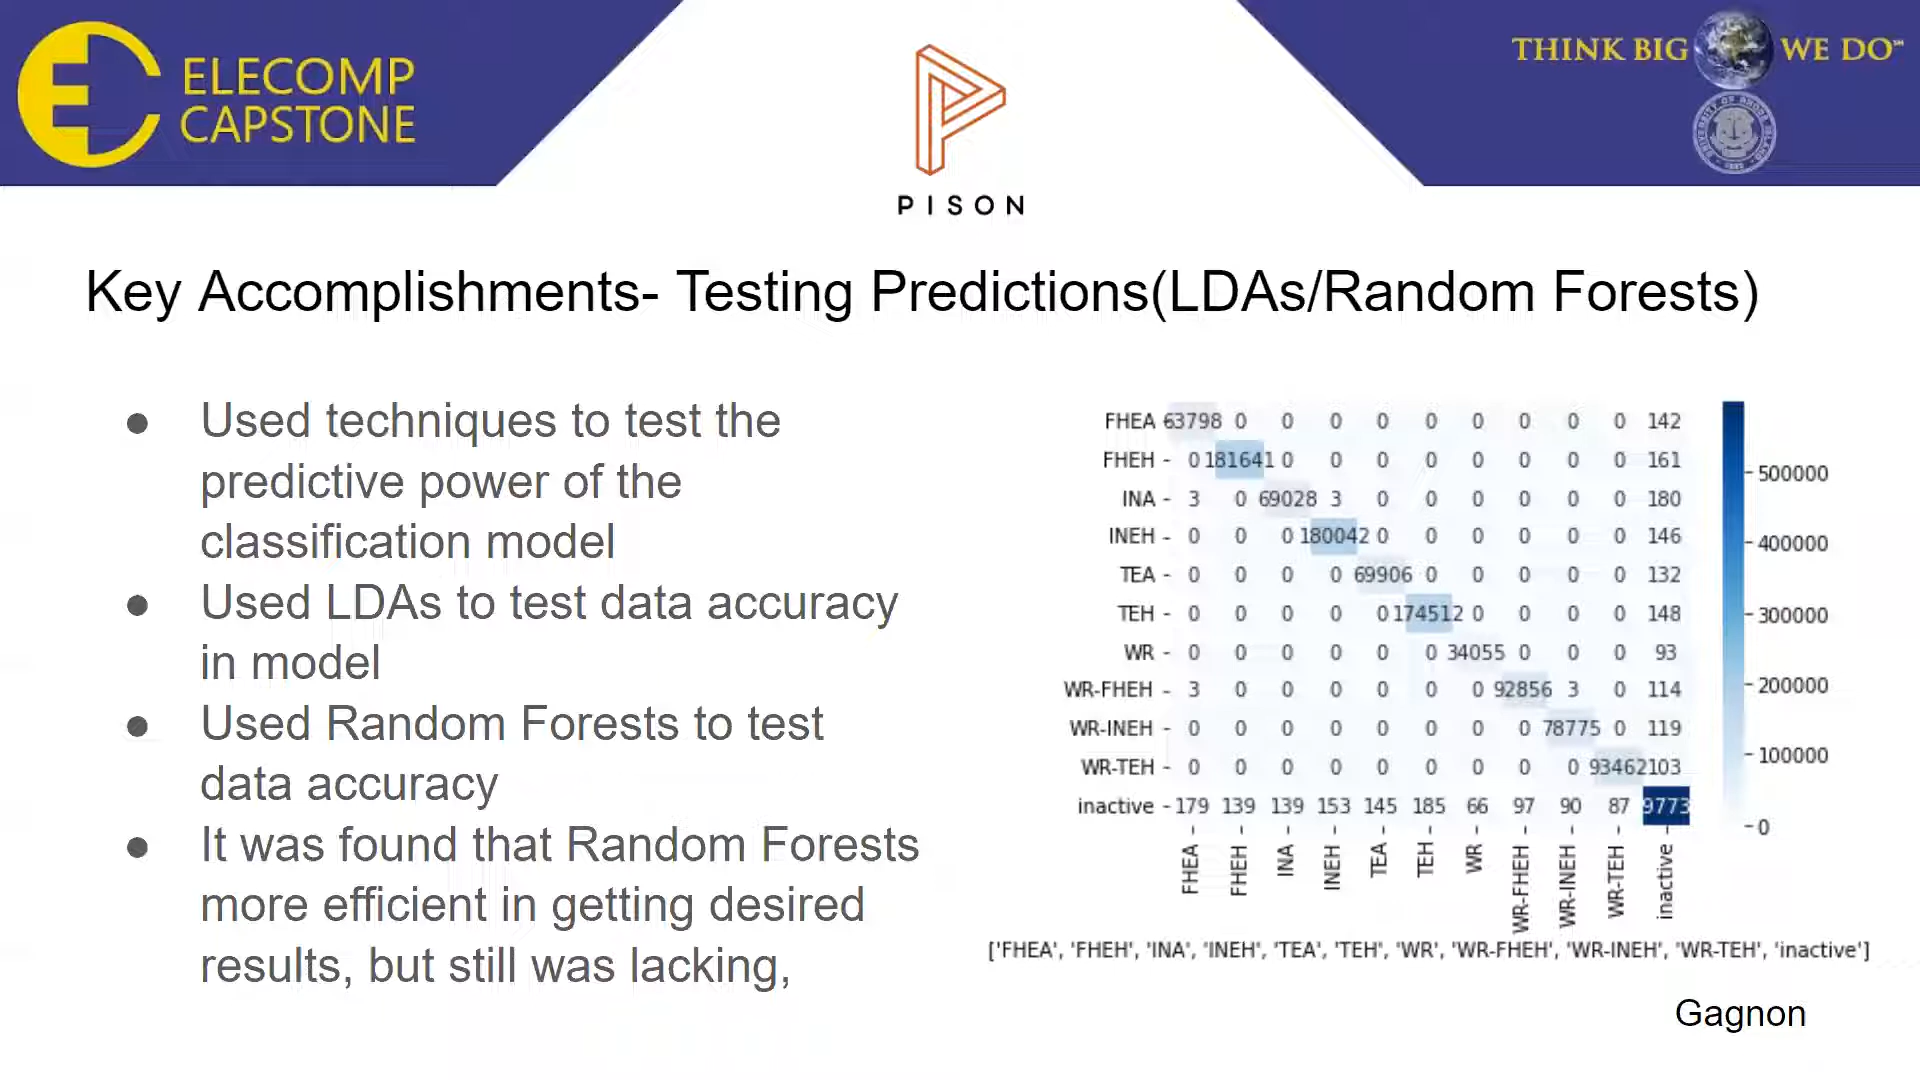 ELECOMP
CAPSTONE
PISON
THINK BIG WE DO℠
UNIVERSITY OF RHODE ISLAND
Key Accomplishments- Testing Predictions(LDAs/Random Forests)
● Used techniques to test the
predictive power of the
classification model
● Used LDAs to test data accuracy
in model
● Used Random Forests to test
data accuracy
● It was found that Random Forests
more efficient in getting desired
results, but still was lacking,
FHEA - 63798 0 0 0 0 0 0 0 0 0 142
FHEH - 0 181641 0 0 0 0 0 0 0 0 161
INA - 3 0 69028 3 0 0 0 0 0 0 180
INEH - 0 0 0 180042 0 0 0 0 0 0 146
TEA - 0 0 0 0 69906 0 0 0 0 0 132
TEH - 0 0 0 0 0 174512 0 0 0 0 148
WR - 0 0 0 0 0 0 34055 0 0 0 93
WR-FHEH - 3 0 0 0 0 0 0 92856 3 0 114
WR-INEH - 0 0 0 0 0 0 0 0 78775 0 119
WR-TEH - 0 0 0 0 0 0 0 0 0 93462 103
inactive - 179 139 139 153 145 185 66 97 90 87 9773
FHEA FHEH INA INEH TEA TEH WR WR-FHEH WR-INEH WR-TEH inactive
500000
400000
300000
200000
100000
0
['FHEA', 'FHEH', 'INA', 'INEH', 'TEA', 'TEH', 'WR', 'WR-FHEH', 'WR-INEH', 'WR-TEH', 'inactive']
Gagnon